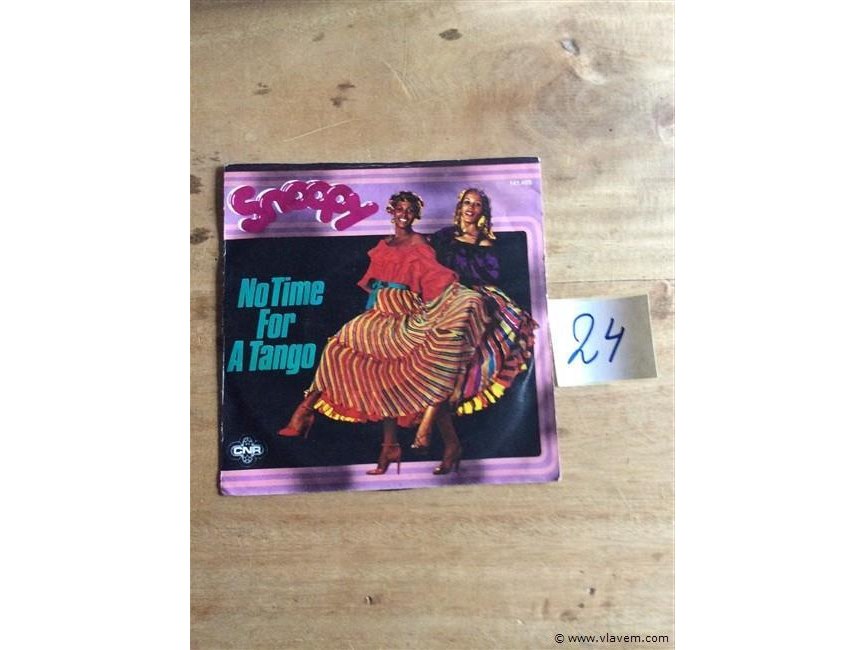 Snoopy
No Time
For
A Tango
CNR
24
© www.vlavem.com